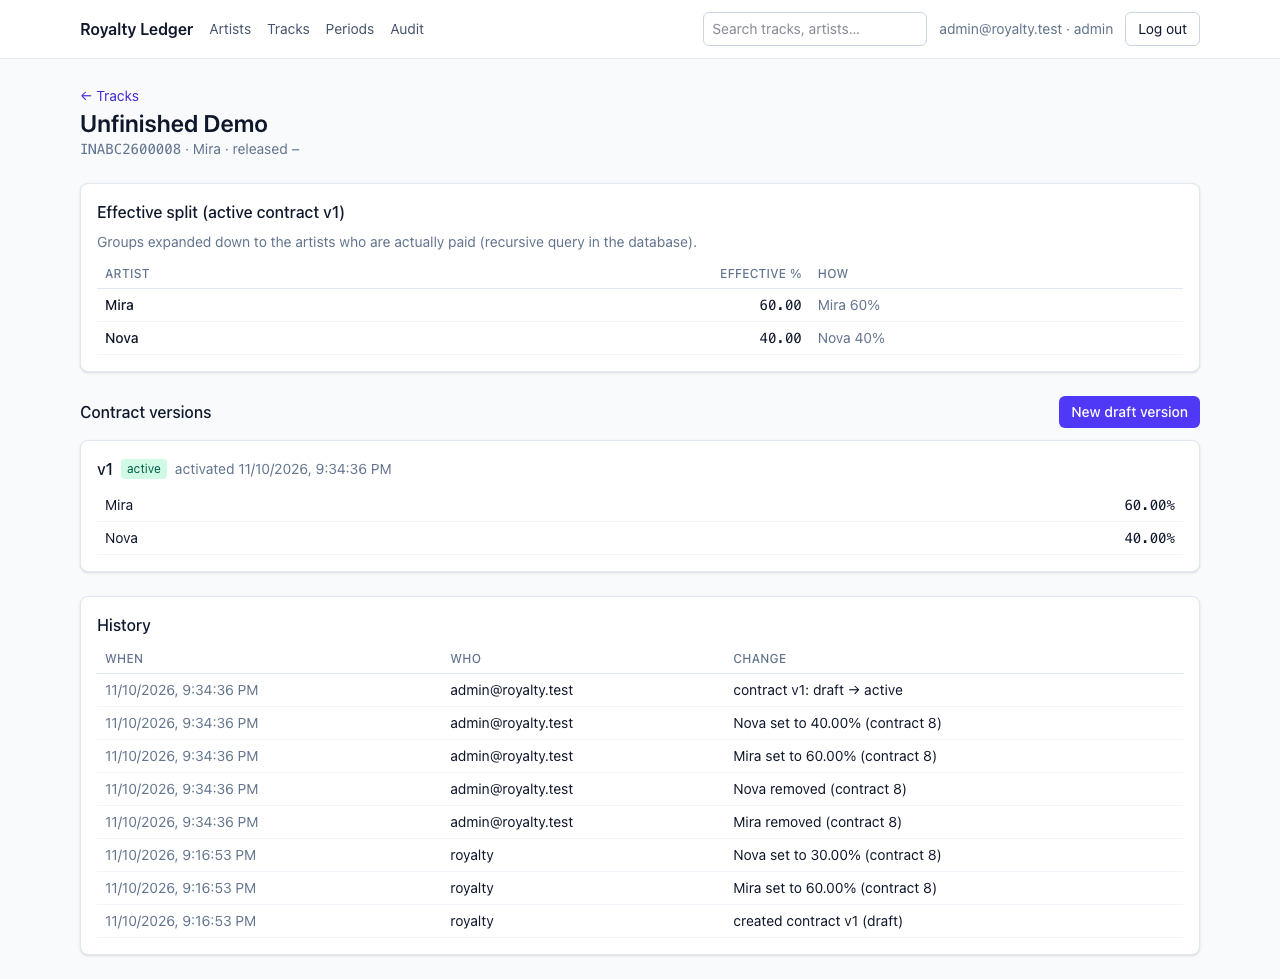 Royalty Ledger Artists Tracks Periods Audit Search tracks, artists... admin@royalty.test · admin Log out
← Tracks
Unfinished Demo
INABC2600008 · Mira · released –
Effective split (active contract v1)
Groups expanded down to the artists who are actually paid (recursive query in the database).
ARTIST EFFECTIVE % HOW
Mira 60.00 Mira 60%
Nova 40.00 Nova 40%
Contract versions New draft version
v1 active activated 11/10/2026, 9:34:36 PM
Mira 60.00%
Nova 40.00%
History
WHEN WHO CHANGE
11/10/2026, 9:34:36 PM admin@royalty.test contract v1: draft → active
11/10/2026, 9:34:36 PM admin@royalty.test Nova set to 40.00% (contract 8)
11/10/2026, 9:34:36 PM admin@royalty.test Mira set to 60.00% (contract 8)
11/10/2026, 9:34:36 PM admin@royalty.test Nova removed (contract 8)
11/10/2026, 9:34:36 PM admin@royalty.test Mira removed (contract 8)
11/10/2026, 9:16:53 PM royalty Nova set to 30.00% (contract 8)
11/10/2026, 9:16:53 PM royalty Mira set to 60.00% (contract 8)
11/10/2026, 9:16:53 PM royalty created contract v1 (draft)